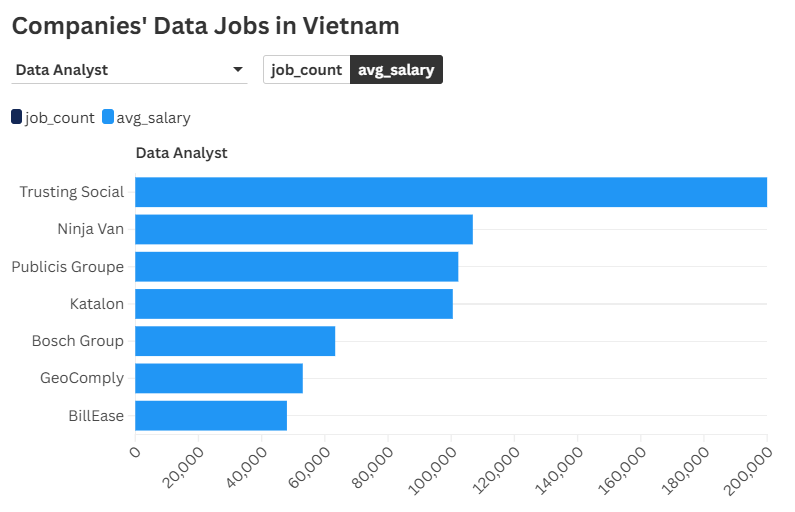 Companies' Data Jobs in Vietnam
Data Analyst job_count avg_salary
job_count avg_salary
Data Analyst
Trusting Social
Ninja Van
Publicis Groupe
Katalon
Bosch Group
GeoComply
BillEase
0 20,000 40,000 60,000 80,000 100,000 120,000 140,000 160,000 180,000 200,000